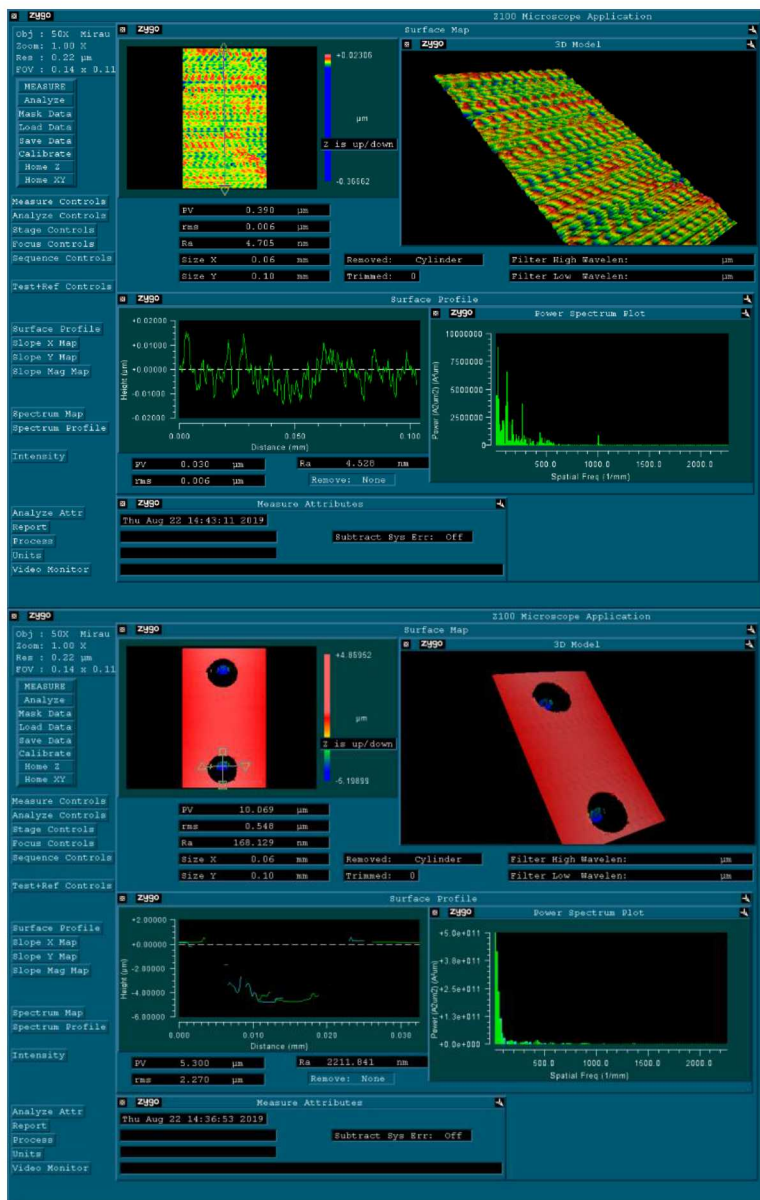 zygo
Z100 Microscope Application
Obj : 50X Mirau
Zoom: 1.00 X
Res : 0.22 µm
FOV : 0.14 x 0.11
MEASURE
Analyze
Mask Data
Load Data
Save Data
Calibrate
Home Z
Home XY
Measure Controls
Analyze Controls
Stage Controls
Focus Controls
Sequence Controls
Test+Ref Controls
Surface Profile
Slope X Map
Slope Y Map
Slope Mag Map
Spectrum Map
Spectrum Profile
Intensity
Analyze Attr
Report
Process
Units
Video Monitor
zygo
Surface Map
+0.02306
µm
Z is up/down
-0.36662
zygo
3D Model
PV 0.390 µm
rms 0.006 µm
Ra 4.705 nm
Size X 0.06 mm
Size Y 0.10 mm
Removed: Cylinder
Trimmed: 0
Filter High Wavelen: µm
Filter Low Wavelen: µm
zygo
Surface Profile
+0.02000
+0.01000
+0.00000
-0.01000
-0.02000
Height (µm)
0.000 0.050 0.100
Distance (mm)
PV 0.030 µm
rms 0.006 µm
Ra 4.528 nm
Remove: None
zygo
Power Spectrum Plot
10000000
7500000
5000000
2500000
0
Power (A2um2) (A²um)
500.0 1000.0 1500.0 2000.0
Spatial Freq (1/mm)
zygo
Measure Attributes
Thu Aug 22 14:43:11 2019
Subtract Sys Err: Off
zygo
Z100 Microscope Application
Obj : 50X Mirau
Zoom: 1.00 X
Res : 0.22 µm
FOV : 0.14 x 0.11
MEASURE
Analyze
Mask Data
Load Data
Save Data
Calibrate
Home Z
Home XY
Measure Controls
Analyze Controls
Stage Controls
Focus Controls
Sequence Controls
Test+Ref Controls
Surface Profile
Slope X Map
Slope Y Map
Slope Mag Map
Spectrum Map
Spectrum Profile
Intensity
Analyze Attr
Report
Process
Units
Video Monitor
zygo
Surface Map
+4.85952
µm
Z is up/down
-5.19899
zygo
3D Model
PV 10.069 µm
rms 0.548 µm
Ra 168.129 nm
Size X 0.06 mm
Size Y 0.10 mm
Removed: Cylinder
Trimmed: 0
Filter High Wavelen: µm
Filter Low Wavelen: µm
zygo
Surface Profile
+2.00000
+0.00000
-2.00000
-4.00000
-6.00000
Height (µm)
0.000 0.010 0.020 0.030
Distance (mm)
PV 5.300 µm
rms 2.270 µm
Ra 2211.841 nm
Remove: None
zygo
Power Spectrum Plot
+5.0e+011
+3.8e+011
+2.5e+011
+1.3e+011
+0.0e+000
Power (A2um2) (A²um)
500.0 1000.0 1500.0 2000.0
Spatial Freq (1/mm)
zygo
Measure Attributes
Thu Aug 22 14:36:53 2019
Subtract Sys Err: Off